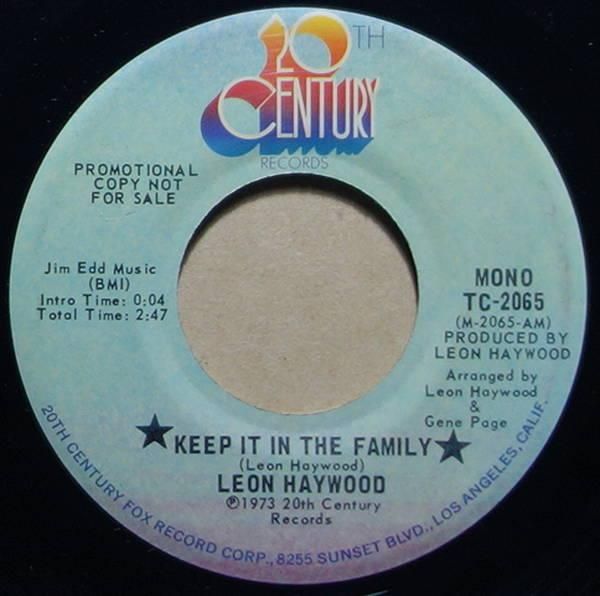 20TH
CENTURY
RECORDS
PROMOTIONAL
COPY NOT
FOR SALE
Jim Edd Music
(BMI)
Intro Time: 0:04
Total Time: 2:47
MONO
TC-2065
(M-2065-AM)
PRODUCED BY
LEON HAYWOOD
Arranged by
Leon Haywood
&
Gene Page
★KEEP IT IN THE FAMILY★
(Leon Haywood)
LEON HAYWOOD
℗1973 20th Century
Records
20TH CENTURY FOX RECORD CORP., 8255 SUNSET BLVD., LOS ANGELES, CALIF.